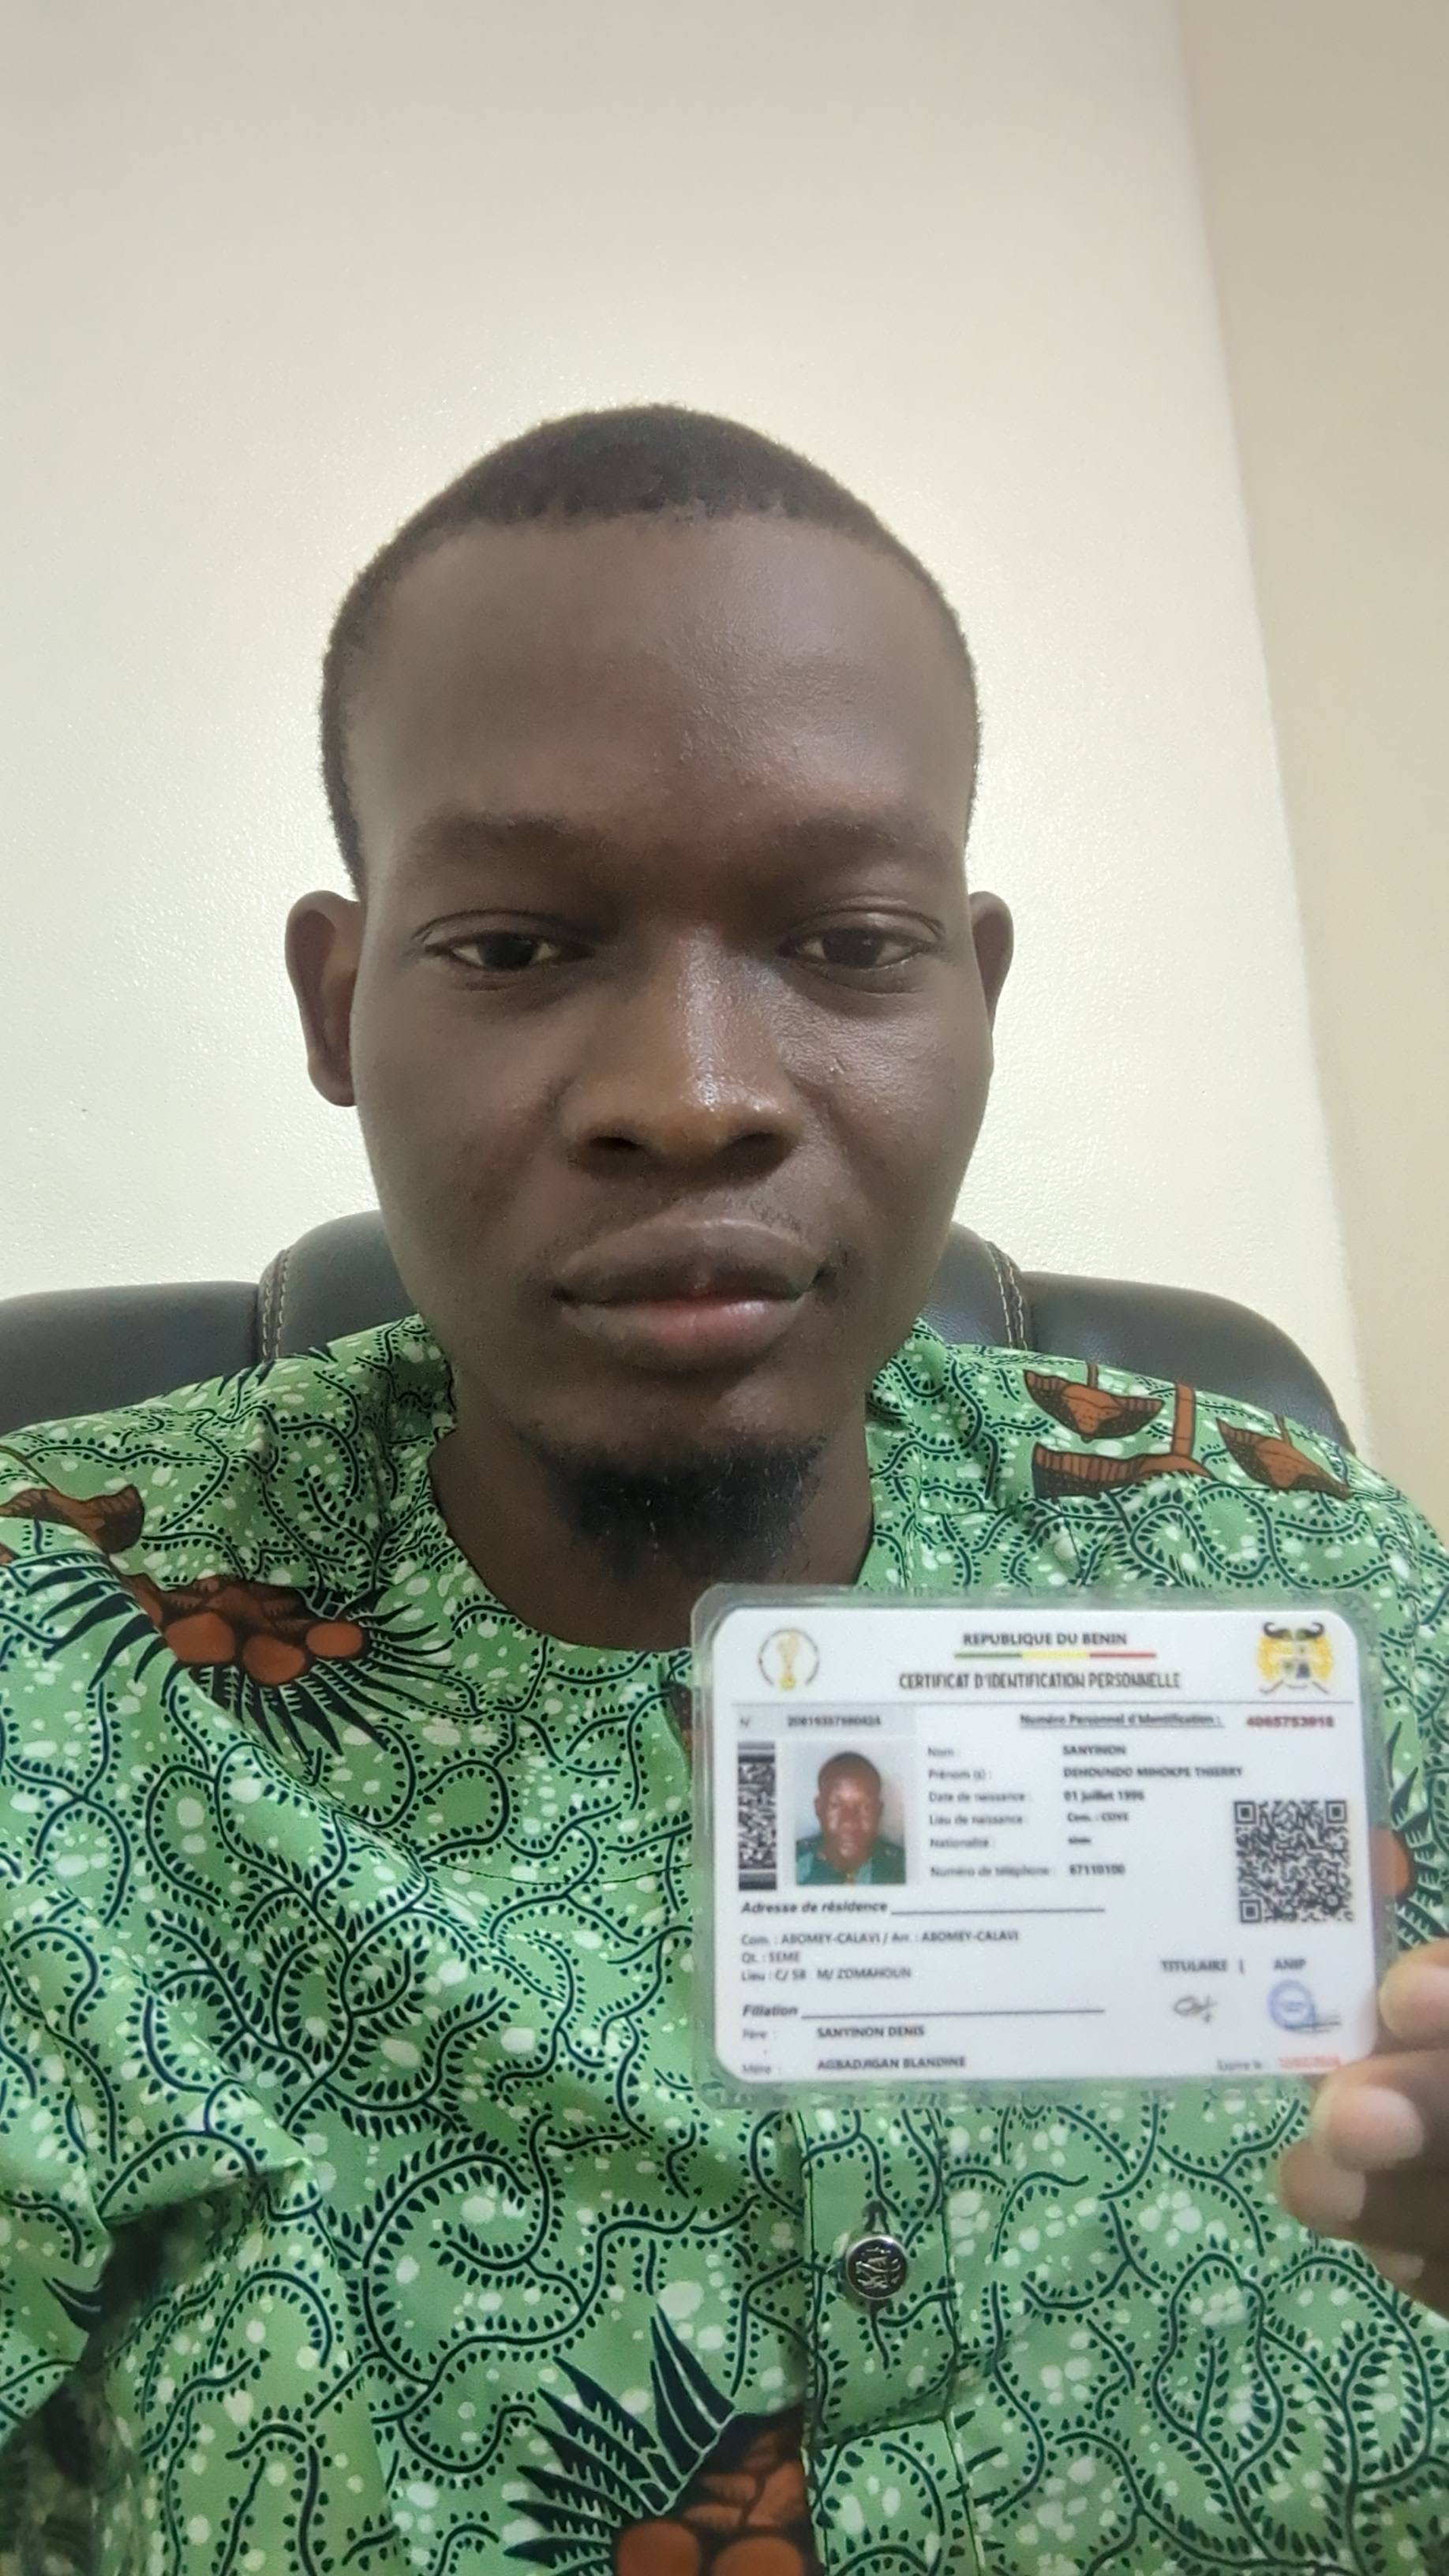 REPUBLIQUE DU BENIN
CERTIFICAT D'IDENTIFICATION PERSONNELLE
N° Numéro Personnel d'Identification :
Nom : SANYINON
Prénom (s) : DEHOUNDO MIHOKPE THIERRY
Date de naissance : 01 juillet 1996
Lieu de naissance : Com. : COVE
Nationalité :
Numéro de téléphone : 67110100
Adresse de résidence
Com. : ABOMEY-CALAVI / Arr. : ABOMEY-CALAVI
Qt. : SEME
Lieu : C/ 58 M/ ZOMAHOUN
TITULAIRE | ANIP
Filiation
Père : SANYINON DENIS
Mère : AGBADJIGAN BLANDINE
Expire le :